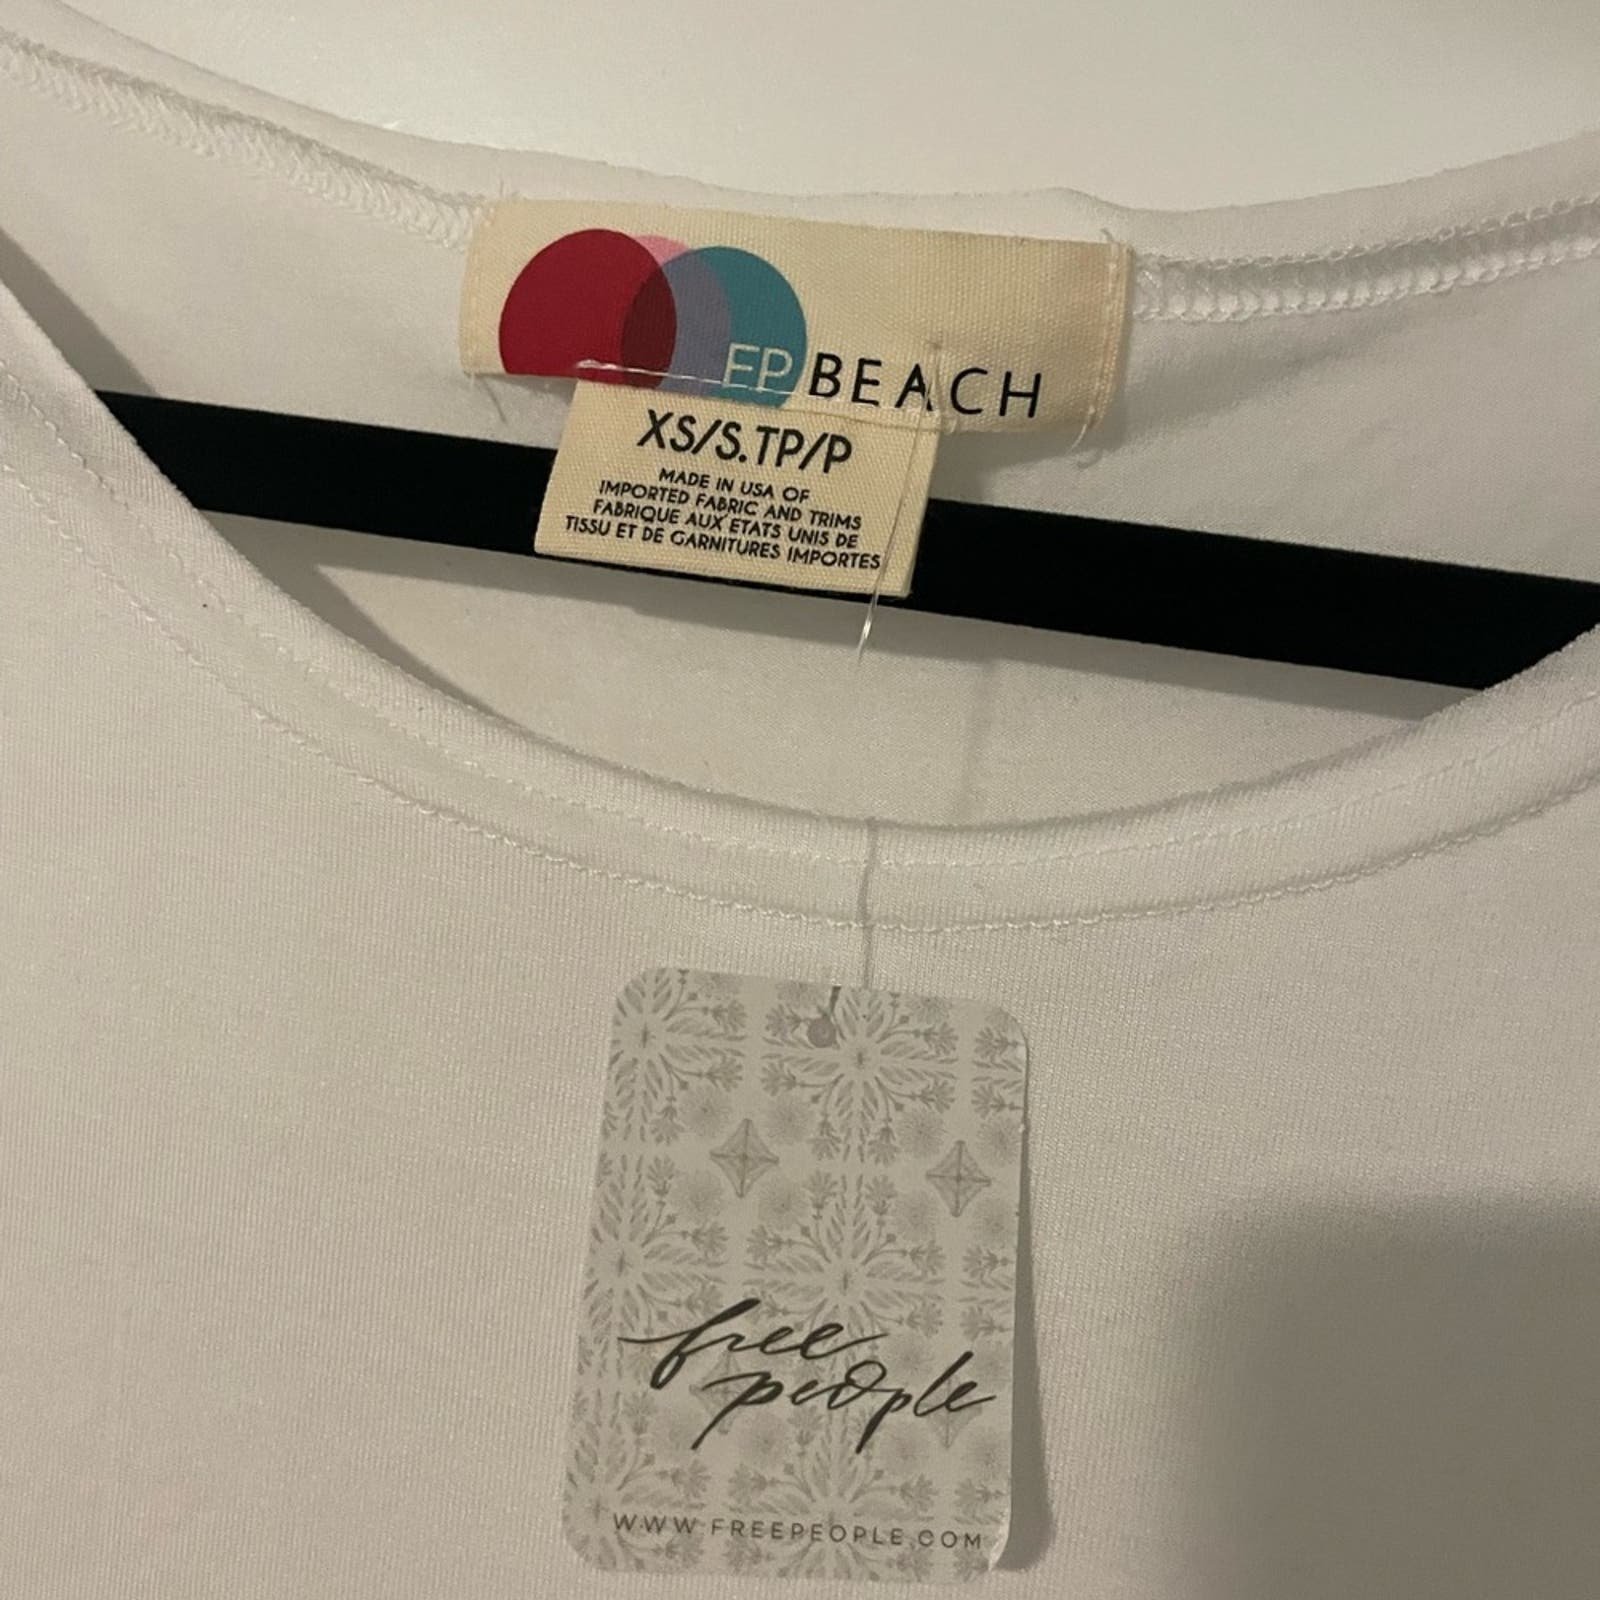 FP BEACH
XS/S.TP/P
MADE IN USA OF
IMPORTED FABRIC AND TRIMS
FABRIQUE AUX ETATS UNIS DE
TISSU ET DE GARNITURES IMPORTES
free
people
WWW.FREEPEOPLE.COM